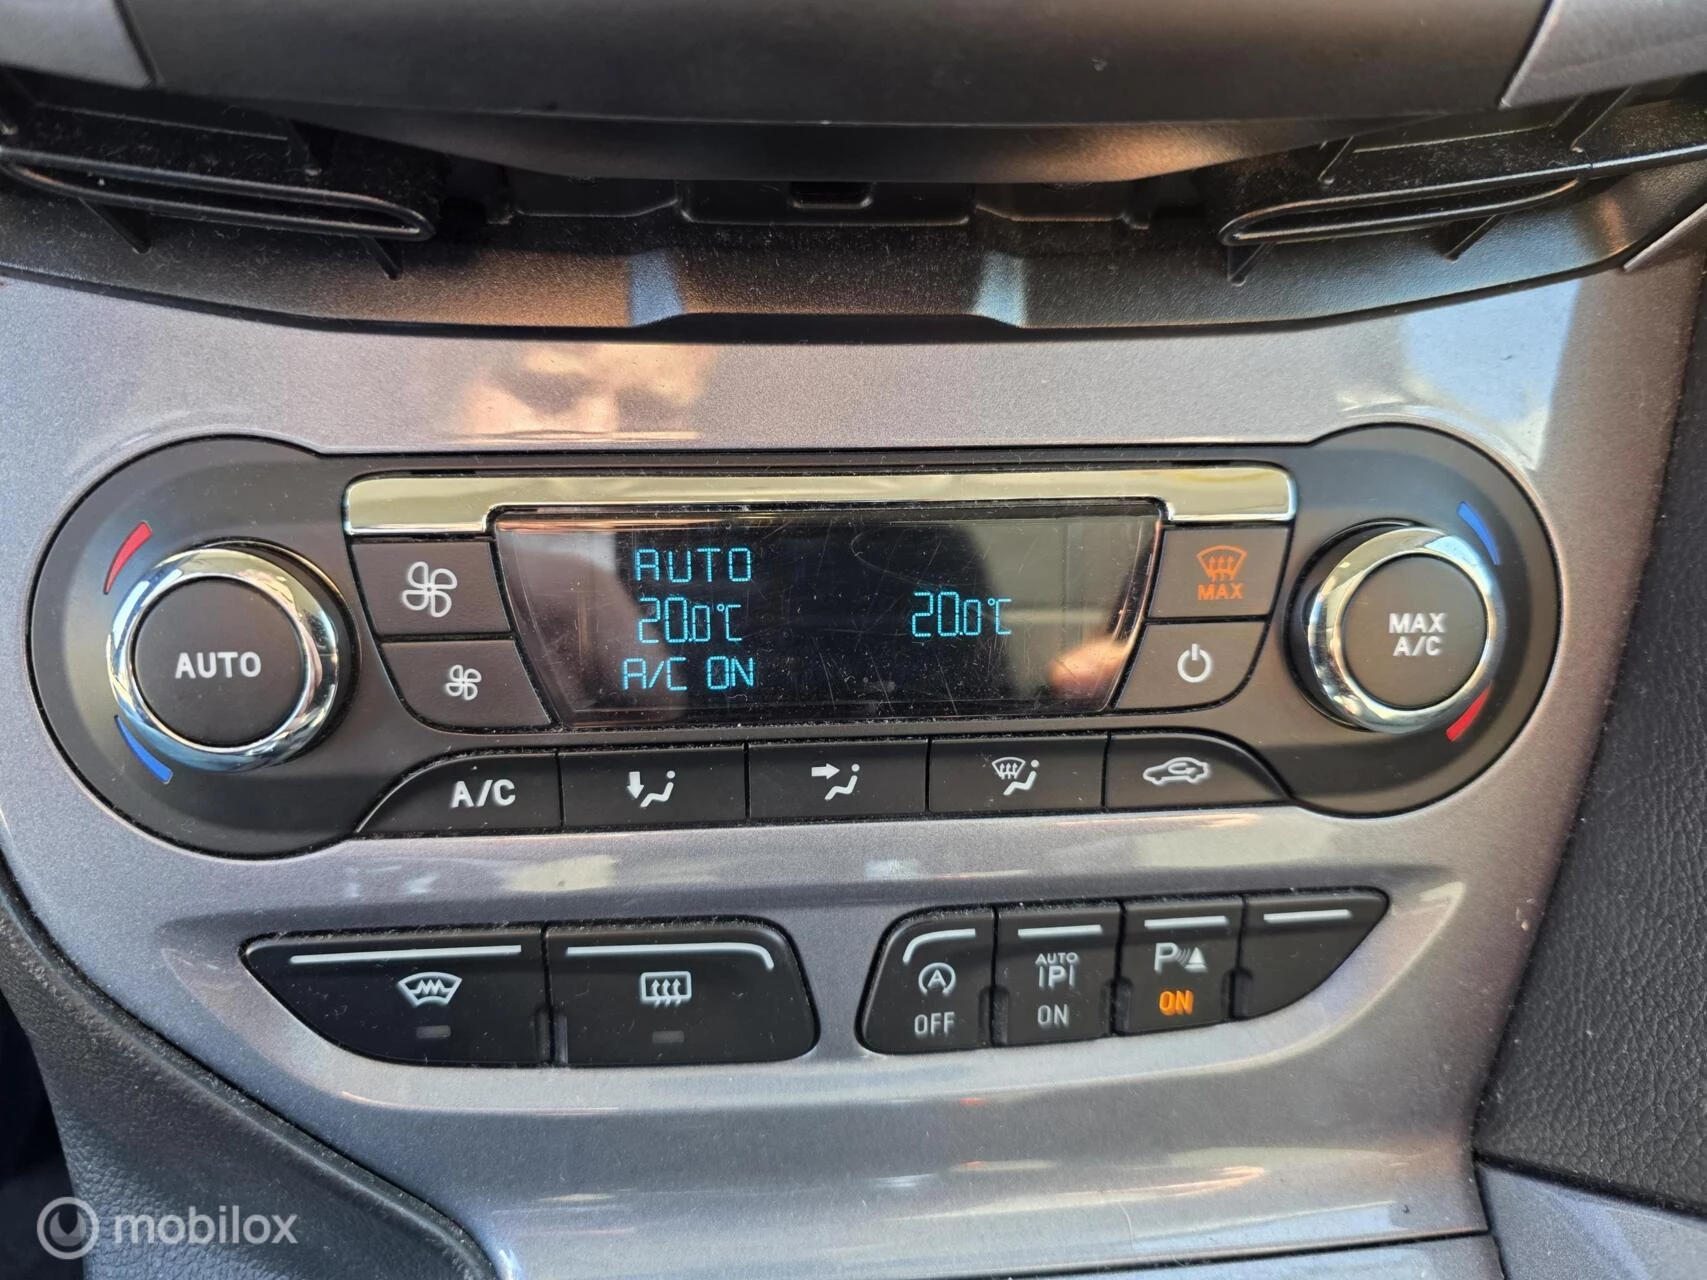 AUTO
20.0°C 20.0°C
A/C ON
MAX
AUTO
MAX
A/C
A/C
A
OFF
AUTO
P
ON
P
ON
mobilox